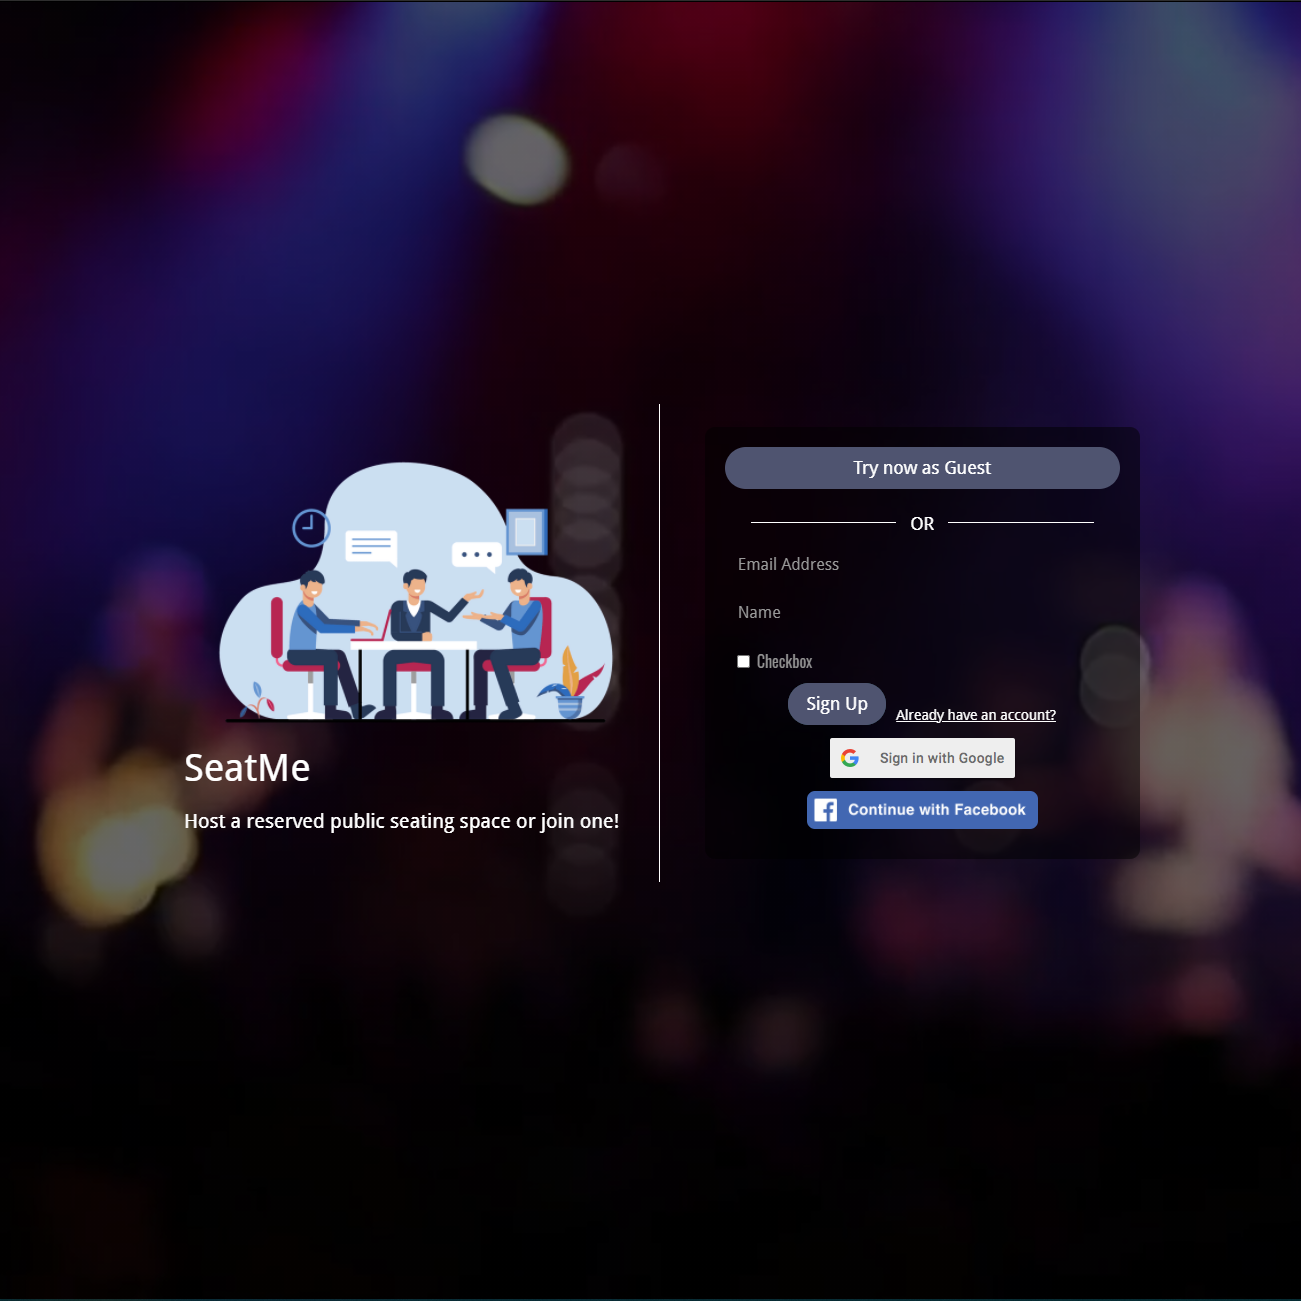 SeatMe
Host a reserved public seating space or join one!
Try now as Guest
OR
Email Address
Name
Checkbox
Sign Up
Already have an account?
Sign in with Google
Continue with Facebook